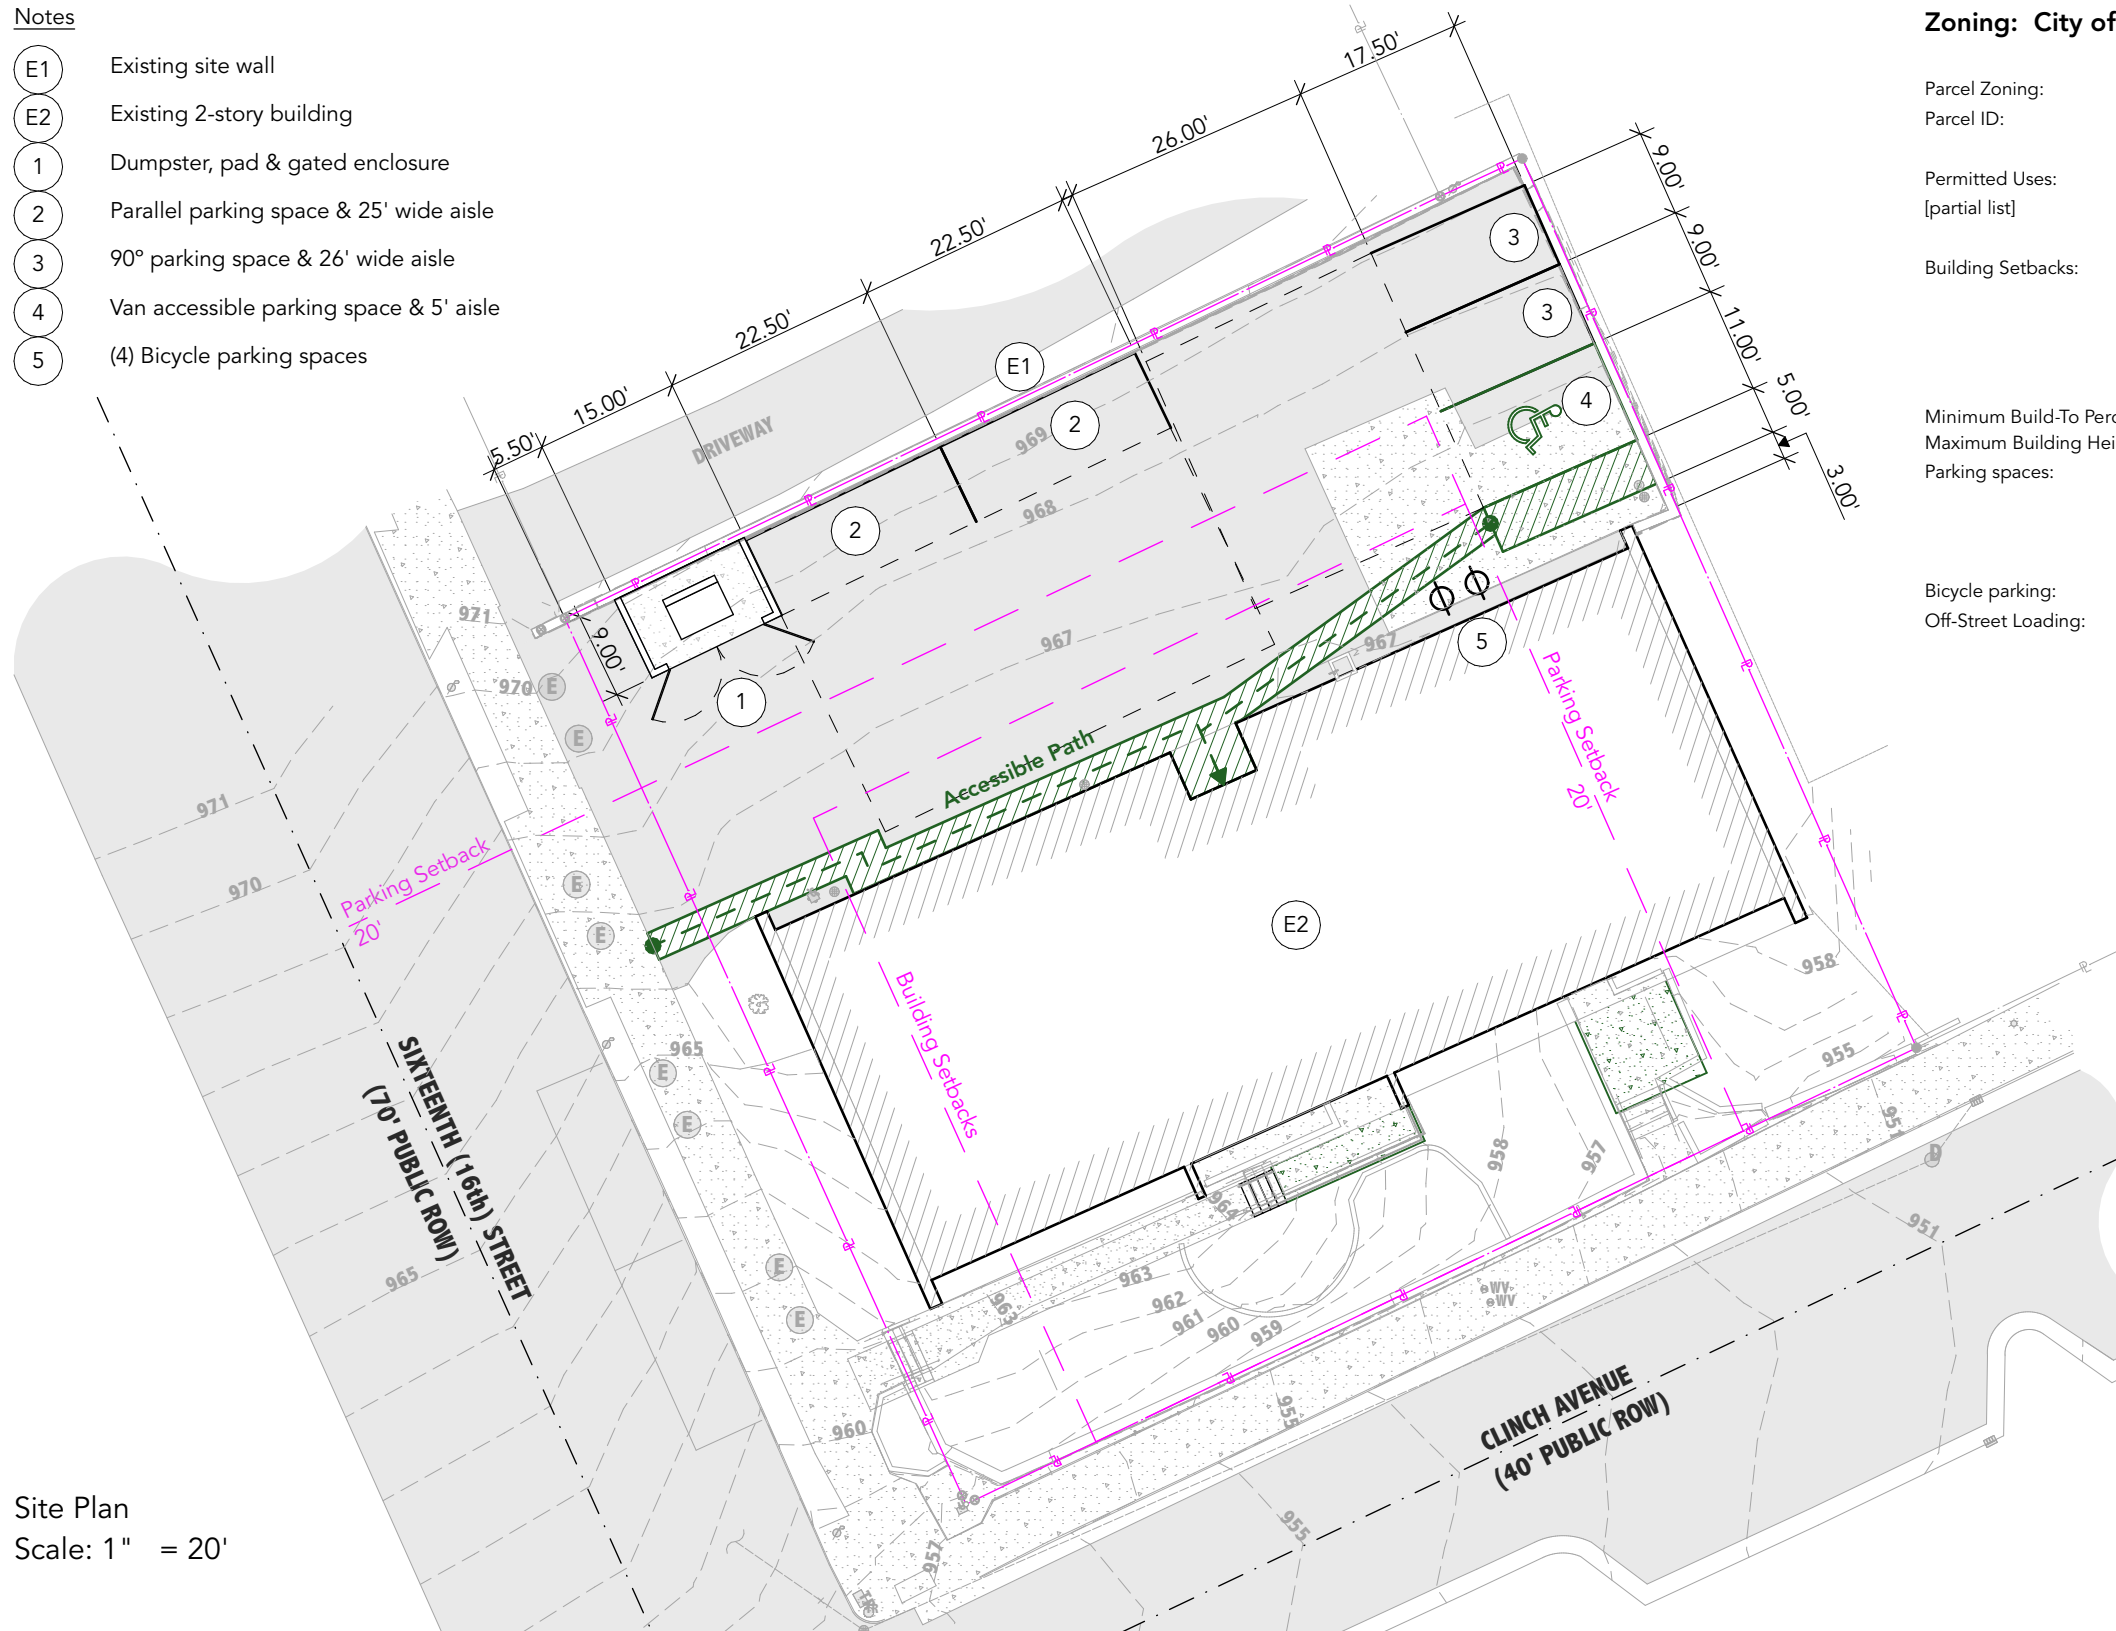 Notes
E1 Existing site wall
E2 Existing 2-story building
1 Dumpster, pad & gated enclosure
2 Parallel parking space & 25' wide aisle
3 90º parking space & 26' wide aisle
4 Van accessible parking space & 5' aisle
5 (4) Bicycle parking spaces
Zoning: City of
Parcel Zoning:
Parcel ID:
Permitted Uses:
[partial list]
Building Setbacks:
Minimum Build-To Perc
Maximum Building Hei
Parking spaces:
Bicycle parking:
Off-Street Loading:
5.50'
15.00'
22.50'
22.50'
26.00'
17.50'
9.00'
9.00'
11.00'
5.00'
3.00'
9.00'
DRIVEWAY
E1
2
2
3
3
4
1
5
E2
969
968
967
967
971
970
E
E
E
E
E
E
E
E
971
970
965
965
Accessible Path
Parking Setback
20'
Parking Setback
20'
Building Setbacks
SIXTEENTH (16th) STREET
(70' PUBLIC ROW)
958
955
951
951
D
958
957
964
963
963
962
961
960
959
WV
WV
960
955
955
957
CLINCH AVENUE
(40' PUBLIC ROW)
Site Plan
Scale: 1" = 20'